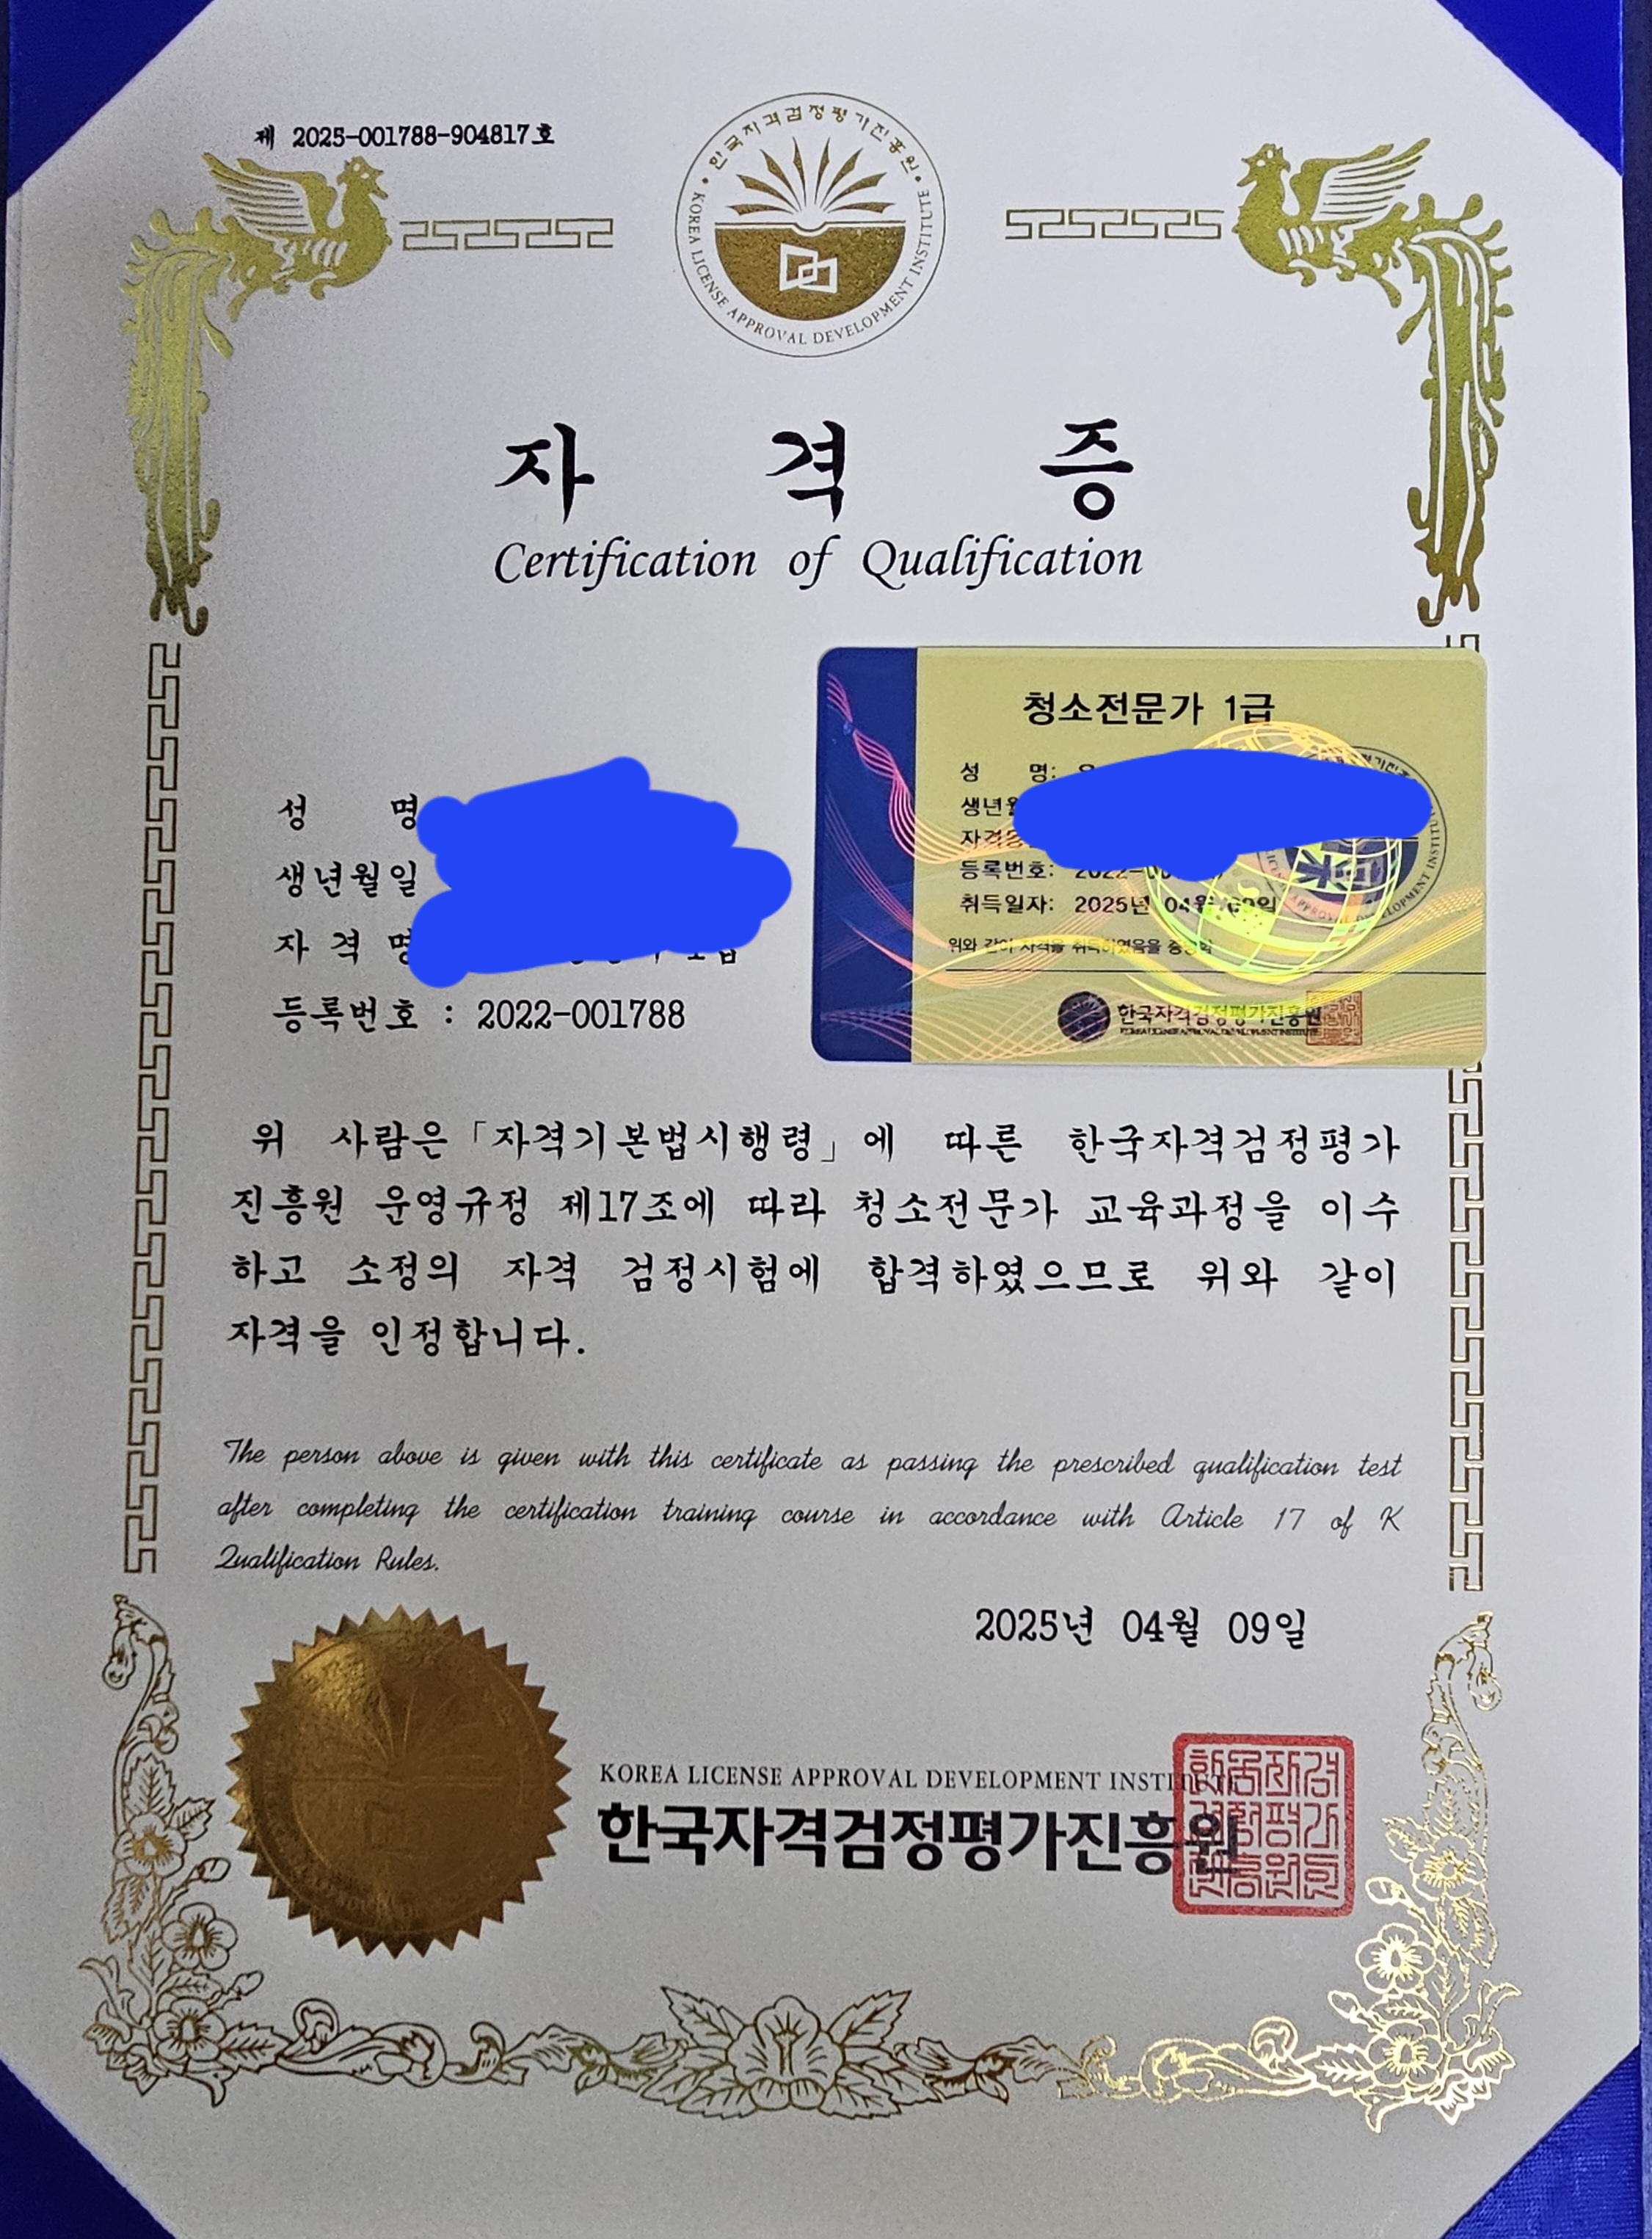 제 2025-001788-904817호
한국자격검정평가진흥원
KOREA LICENSE APPROVAL DEVELOPMENT INSTITUTE
자 격 증
Certification of Qualification
청소전문가 1급
성 명:
등록번호:
취득일자: 2025년 04월 09일
위와 같이 자격을 취득하였음을
한국자격검정평가진흥원
KOREA LICENSE APPROVAL DEVELOPMENT INSTITUTE
성 명
생년월일
자 격 명
등록번호 : 2022-001788
위 사람은 「자격기본법시행령」에 따른 한국자격검정평가
진흥원 운영규정 제17조에 따라 청소전문가 교육과정을 이수
하고 소정의 자격 검정시험에 합격하였으므로 위와 같이
자격을 인정합니다.
The person above is given with this certificate as passing the prescribed qualification test
after completing the certification training course in accordance with Article 17 of K
Qualification Rules.
2025년 04월 09일
KOREA LICENSE APPROVAL DEVELOPMENT INSTITUTE
한국자격검정평가진흥원